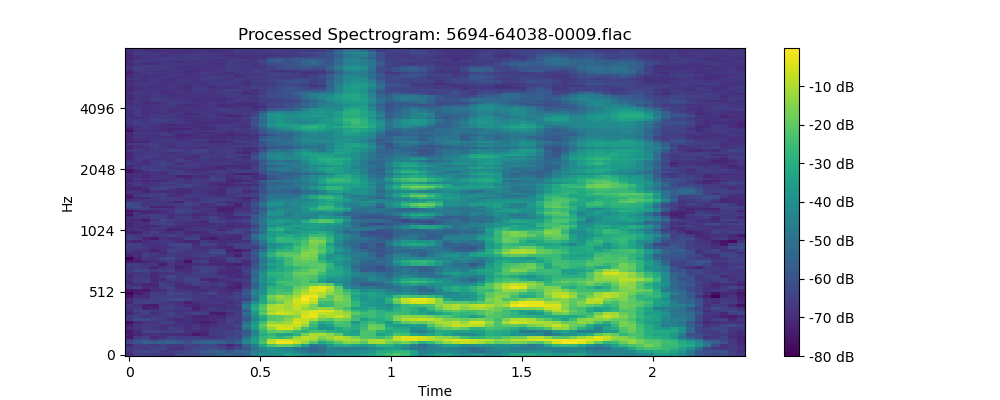 Processed Spectrogram: 5694-64038-0009.flac
4096
2048
1024
512
0
Hz
0
0.5
1
1.5
2
Time
-10 dB
-20 dB
-30 dB
-40 dB
-50 dB
-60 dB
-70 dB
-80 dB